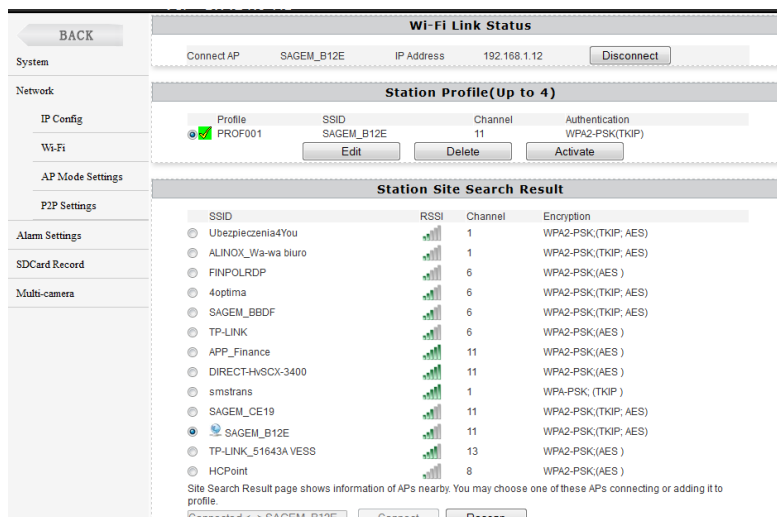 Wi-Fi Link Status
BACK
Connect AP SAGEM_B12E IP Address 192.168.1.12 Disconnect
System
Network
Station Profile(Up to 4)
IP Config
Profile SSID Channel Authentication
PROF001 SAGEM_B12E 11 WPA2-PSK(TKIP)
Wi-Fi
Edit Delete Activate
AP Mode Settings
Station Site Search Result
P2P Settings
SSID RSSI Channel Encryption
Alarm Settings
Ubezpieczenia4You 1 WPA2-PSK;(TKIP; AES)
ALINOX_Wa-wa biuro 1 WPA2-PSK;(TKIP; AES)
SDCard Record
FINPOLRDP 6 WPA2-PSK;(AES )
Multi-camera
4optima 6 WPA2-PSK;(TKIP; AES)
SAGEM_BBDF 6 WPA2-PSK;(TKIP; AES)
TP-LINK 6 WPA2-PSK;(AES )
APP_Finance 11 WPA2-PSK;(AES )
DIRECT-HvSCX-3400 11 WPA2-PSK;(AES )
smstrans 1 WPA-PSK; (TKIP )
SAGEM_CE19 11 WPA2-PSK;(TKIP; AES)
SAGEM_B12E 11 WPA2-PSK;(TKIP; AES)
TP-LINK_51643A VESS 13 WPA2-PSK;(AES )
HCPoint 8 WPA2-PSK;(AES )
Site Search Result page shows information of APs nearby. You may choose one of these APs connecting or adding it to
profile.
Connected <-> SAGEM_B12E Connect Rescan